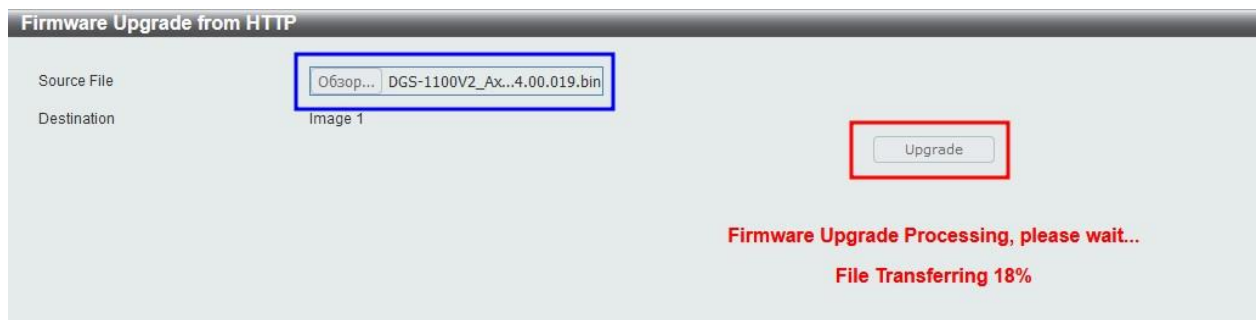 Firmware Upgrade from HTTP
Source File
Обзор... DGS-1100V2_Ax...4.00.019.bin
Destination
Image 1
Upgrade
Firmware Upgrade Processing, please wait...
File Transferring 18%